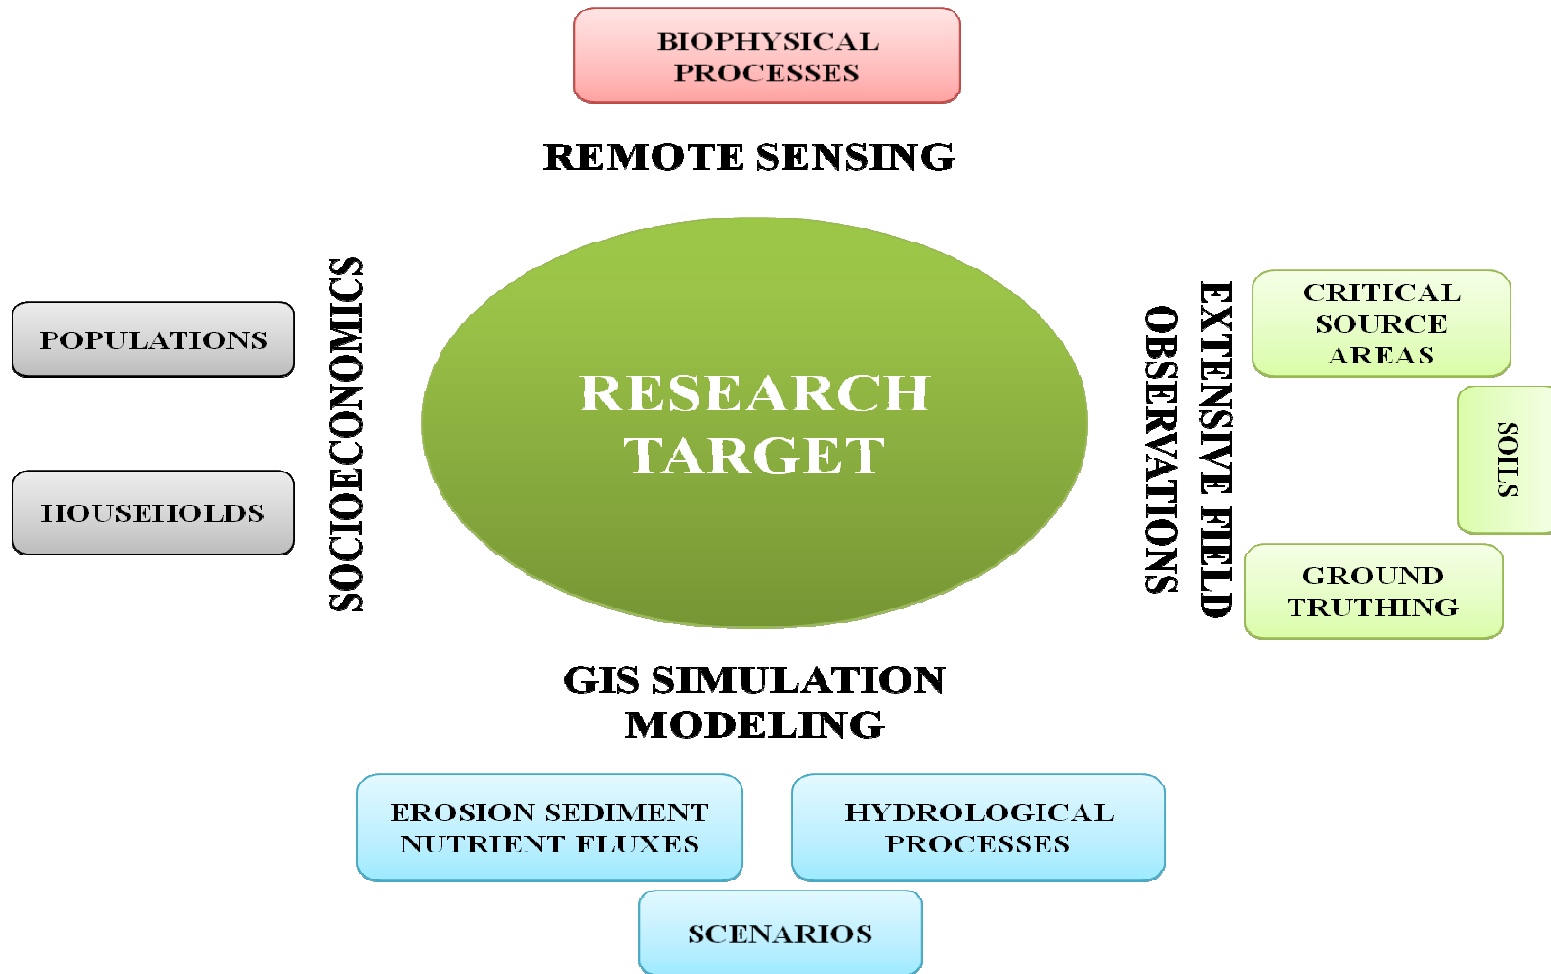 BIOPHYSICAL
PROCESSES
REMOTE SENSING
SOCIOECONOMICS
POPULATIONS
HOUSEHOLDS
RESEARCH
TARGET
EXTENSIVE FIELD
OBSERVATIONS
CRITICAL
SOURCE
AREAS
SOILS
GROUND
TRUTHING
GIS SIMULATION
MODELING
EROSION SEDIMENT
NUTRIENT FLUXES
HYDROLOGICAL
PROCESSES
SCENARIOS